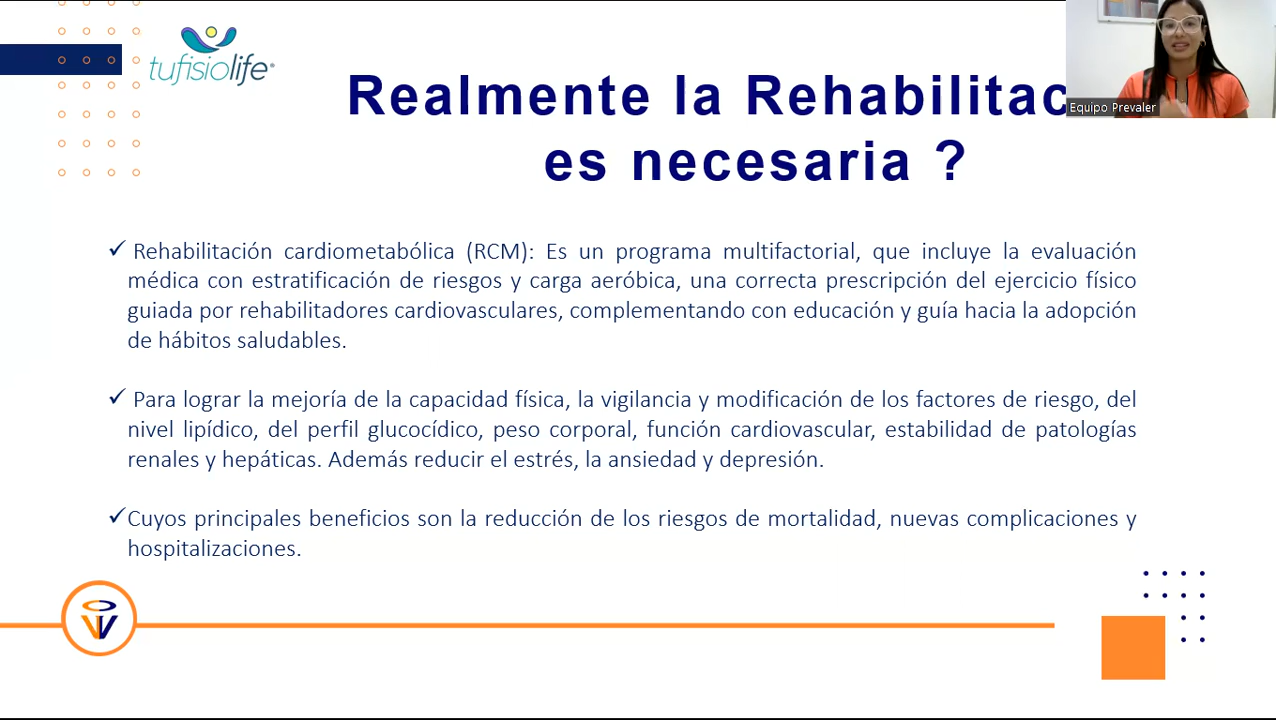 tufisiolife®
Realmente la Rehabilitac
es necesaria ?
Equipo Prevaler
✓ Rehabilitación cardiometabólica (RCM): Es un programa multifactorial, que incluye la evaluación
médica con estratificación de riesgos y carga aeróbica, una correcta prescripción del ejercicio físico
guiada por rehabilitadores cardiovasculares, complementando con educación y guía hacia la adopción
de hábitos saludables.
✓ Para lograr la mejoría de la capacidad física, la vigilancia y modificación de los factores de riesgo, del
nivel lipídico, del perfil glucocídico, peso corporal, función cardiovascular, estabilidad de patologías
renales y hepáticas. Además reducir el estrés, la ansiedad y depresión.
✓Cuyos principales beneficios son la reducción de los riesgos de mortalidad, nuevas complicaciones y
hospitalizaciones.